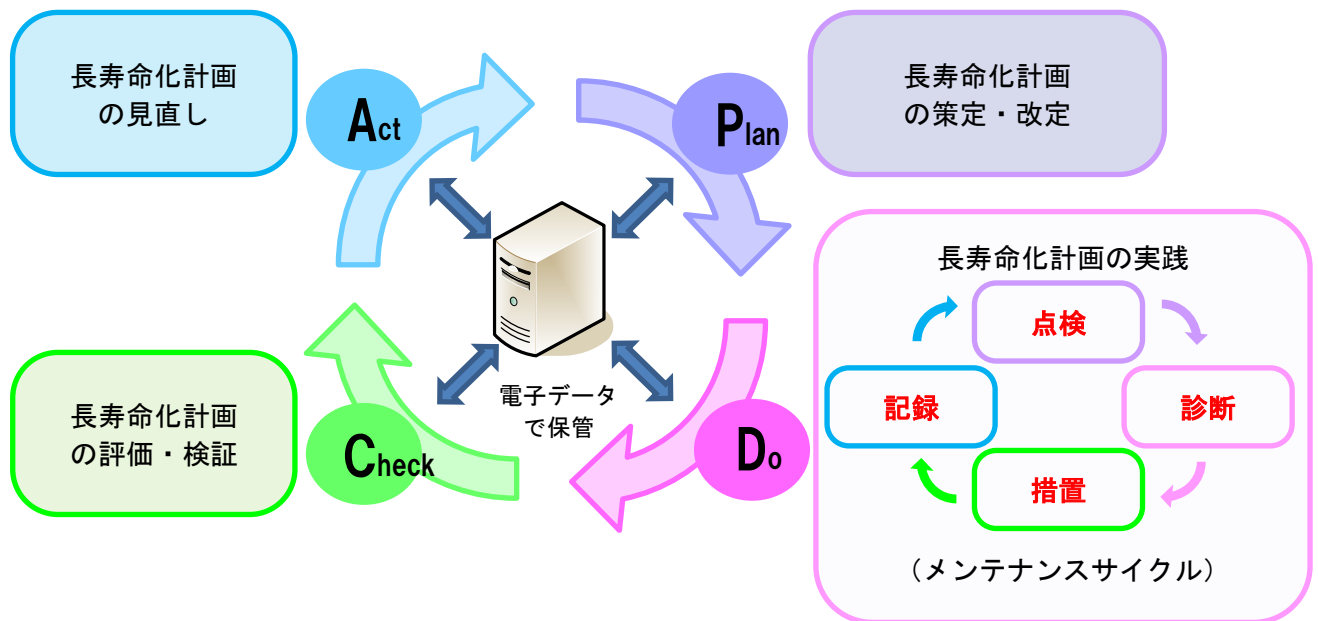 長寿命化計画
の見直し
Act
Plan
長寿命化計画
の策定・改定
長寿命化計画の実践
点検
記録
診断
措置
（メンテナンスサイクル）
電子データ
で保管
長寿命化計画
の評価・検証
Check
Do